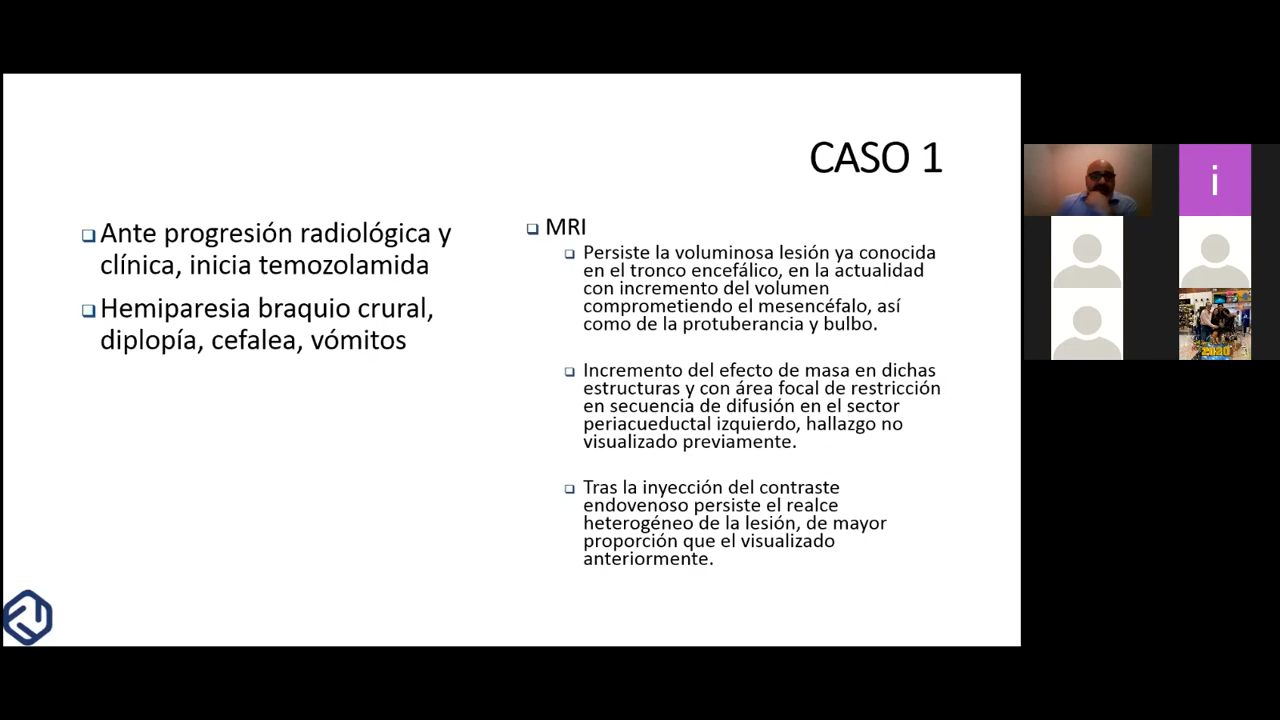 CASO 1
Ante progresión radiológica y
clínica, inicia temozolamida
Hemiparesia braquio crural,
diplopía, cefalea, vómitos
MRI
Persiste la voluminosa lesión ya conocida
en el tronco encefálico, en la actualidad
con incremento del volumen
comprometiendo el mesencéfalo, así
como de la protuberancia y bulbo.
Incremento del efecto de masa en dichas
estructuras y con área focal de restricción
en secuencia de difusión en el sector
periacueductal izquierdo, hallazgo no
visualizado previamente.
Tras la inyección del contraste
endovenoso persiste el realce
heterogéneo de la lesión, de mayor
proporción que el visualizado
anteriormente.
i
2020